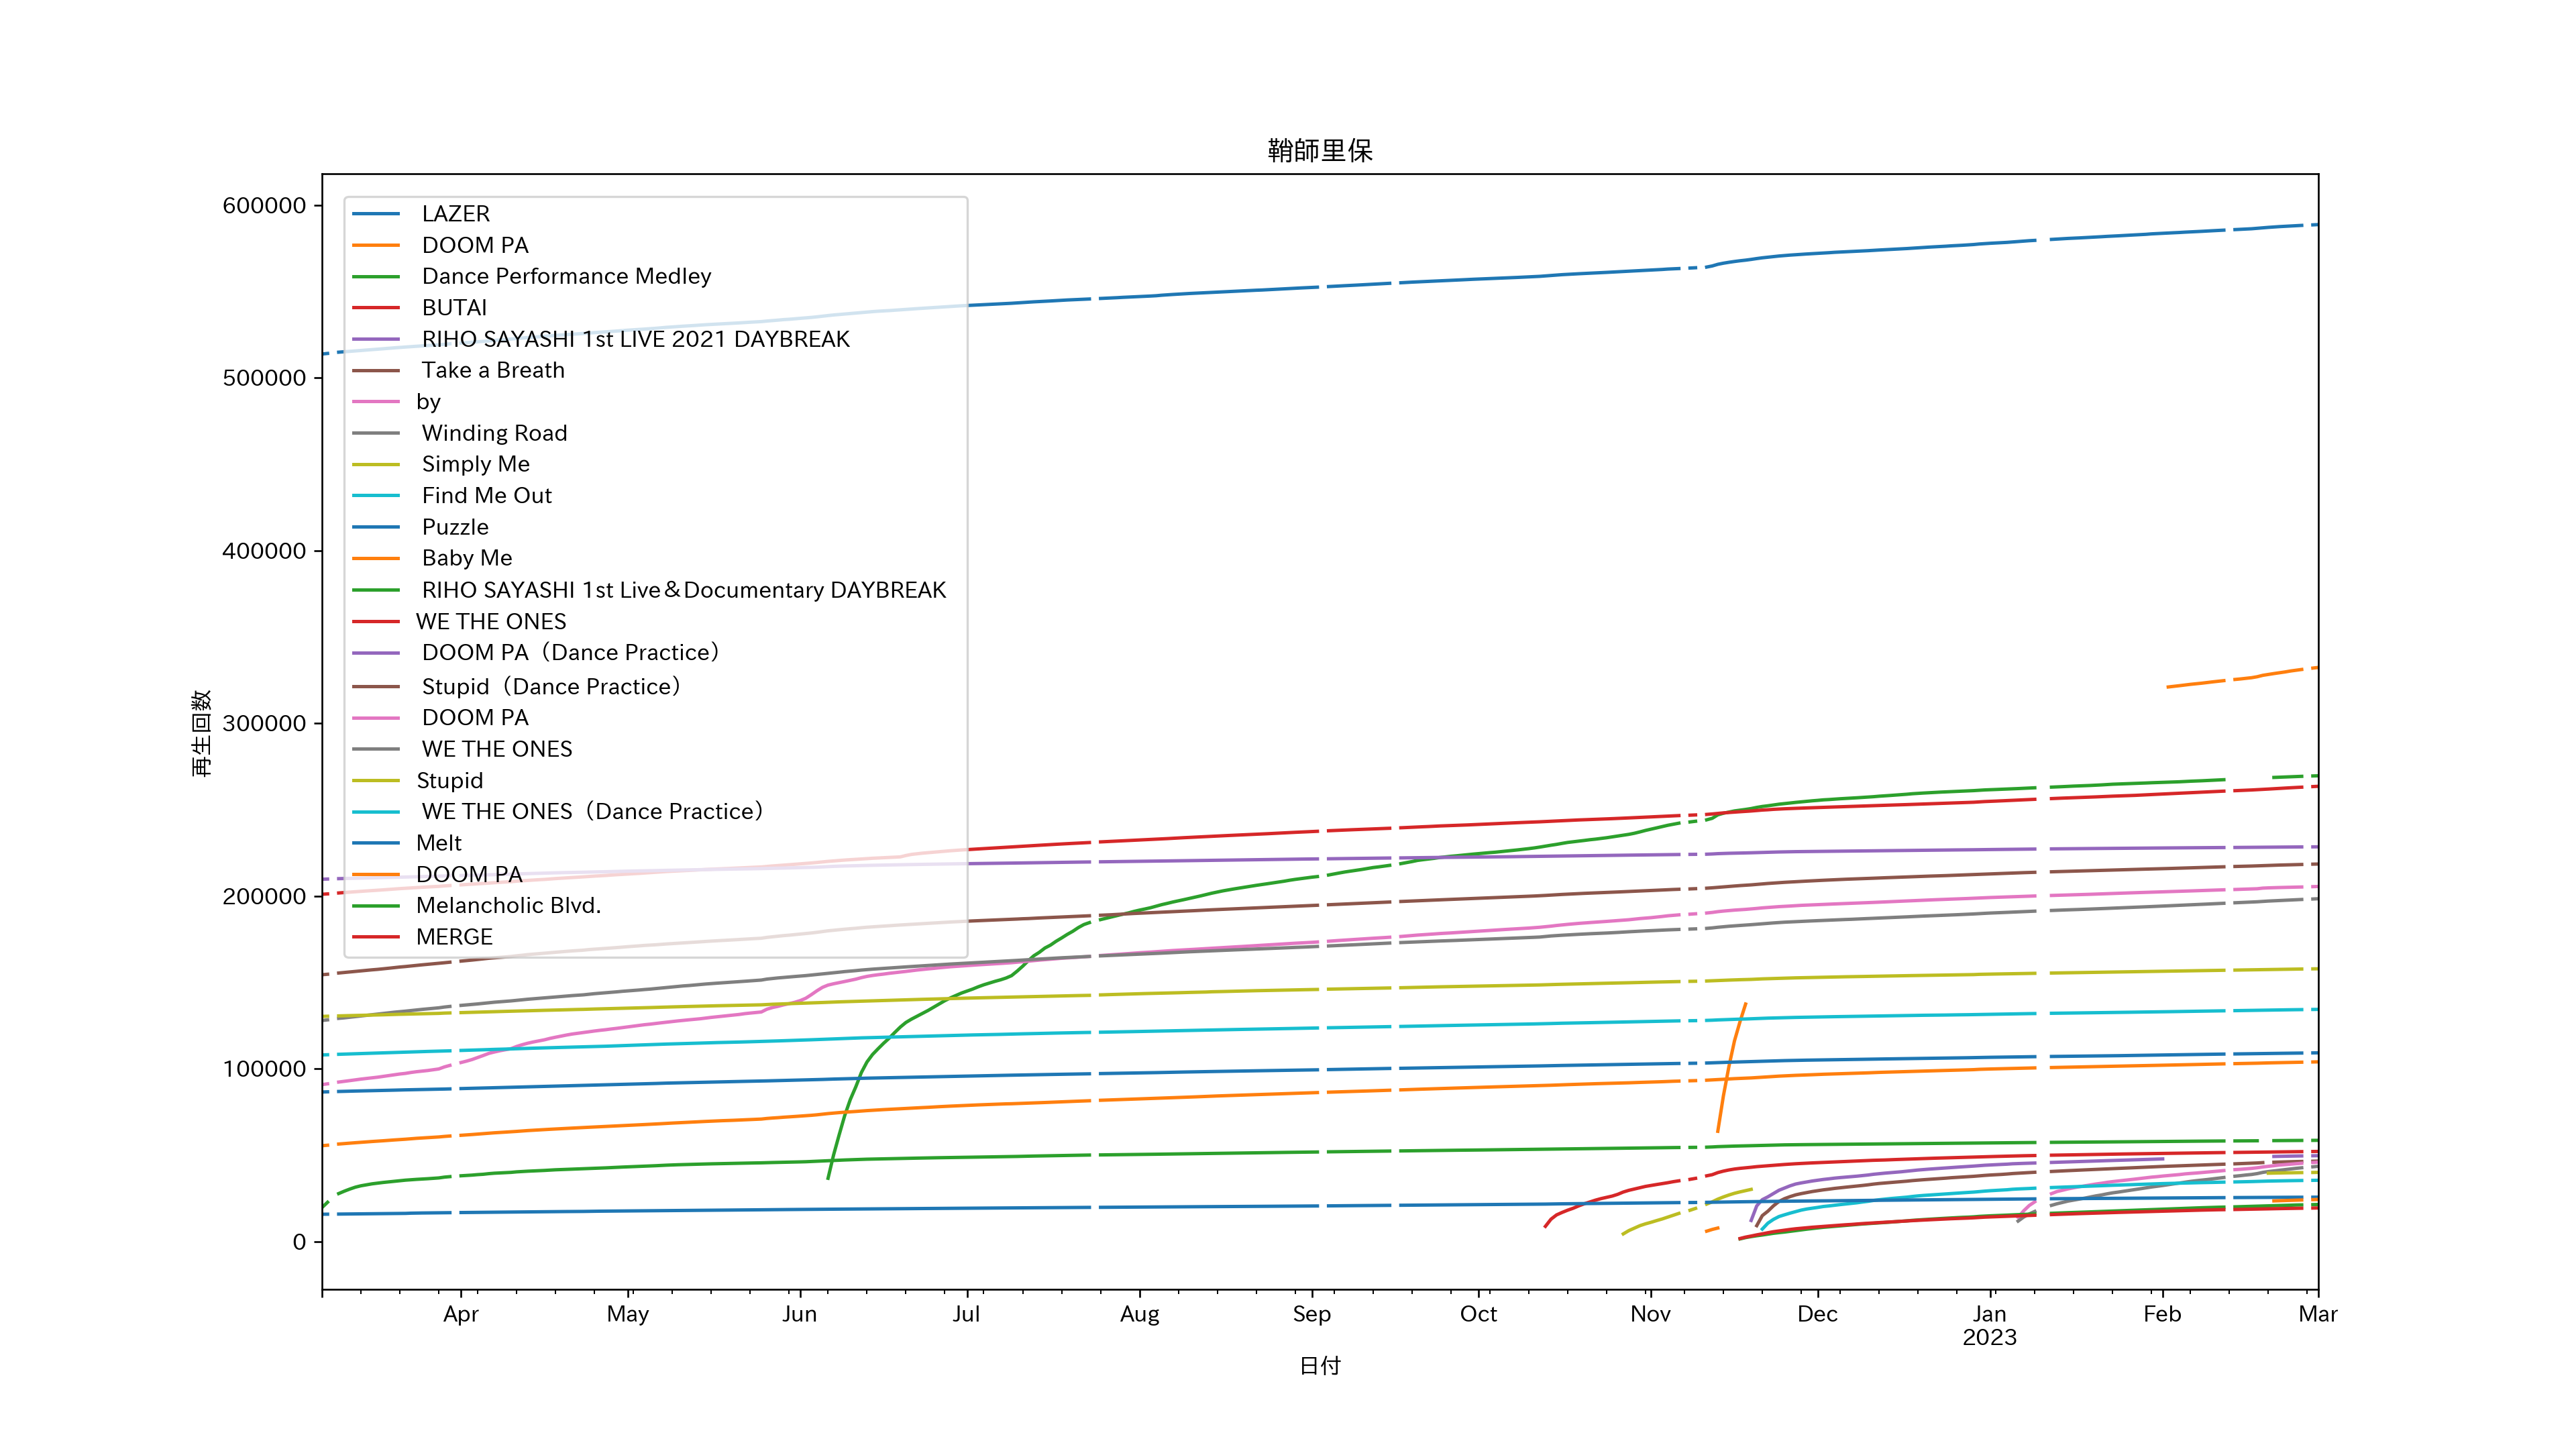 鞘師里保
600000
500000
400000
300000
200000
100000
0
再生回数
LAZER
DOOM PA
Dance Performance Medley
BUTAI
RIHO SAYASHI 1st LIVE 2021 DAYBREAK
Take a Breath
by
Winding Road
Simply Me
Find Me Out
Puzzle
Baby Me
RIHO SAYASHI 1st Live＆Documentary DAYBREAK
WE THE ONES
DOOM PA（Dance Practice）
Stupid（Dance Practice）
DOOM PA
WE THE ONES
Stupid
WE THE ONES（Dance Practice）
Melt
DOOM PA
Melancholic Blvd.
MERGE
Apr May Jun Jul Aug Sep Oct Nov Dec Jan Feb Mar
2023
日付